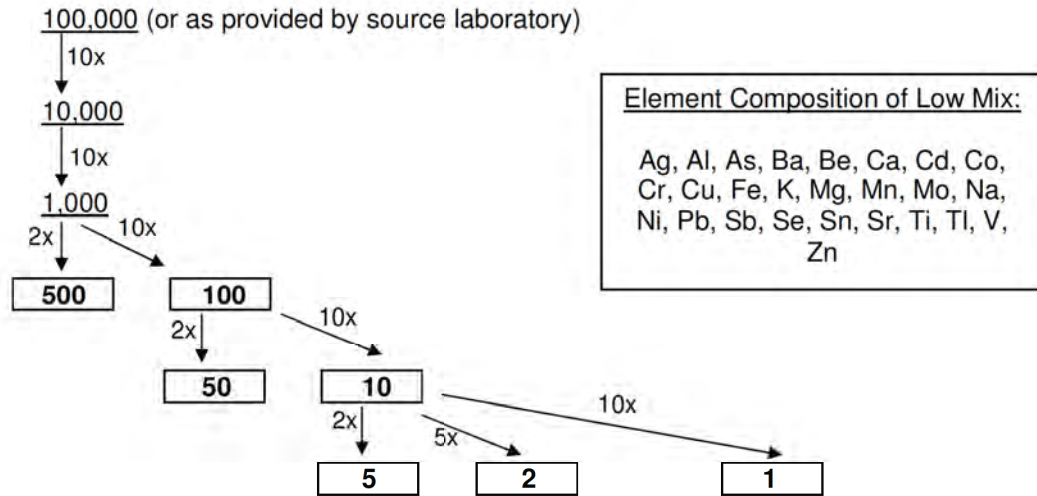 100,000 (or as provided by source laboratory)
10x
10,000
10x
1,000
2x
10x
500
100
2x
10x
50
10
2x
5x
10x
5
2
1
Element Composition of Low Mix:
Ag, Al, As, Ba, Be, Ca, Cd, Co,
Cr, Cu, Fe, K, Mg, Mn, Mo, Na,
Ni, Pb, Sb, Se, Sn, Sr, Ti, Tl, V,
Zn